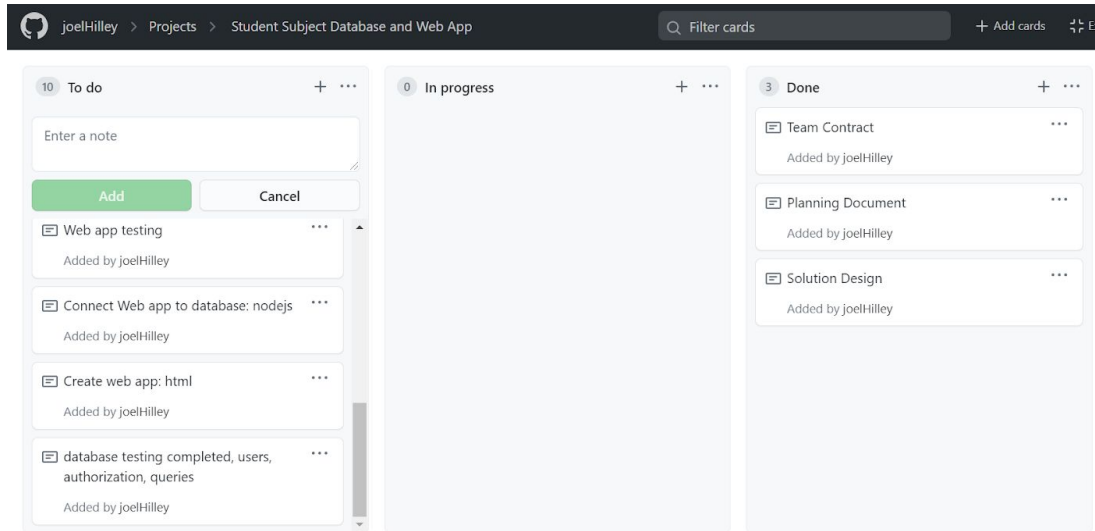 joelHilley > Projects > Student Subject Database and Web App
Filter cards
+ Add cards
E
10 To do
Enter a note
Add
Cancel
Web app testing
Added by joelHilley
Connect Web app to database: nodejs
Added by joelHilley
Create web app: html
Added by joelHilley
database testing completed, users,
authorization, queries
Added by joelHilley
0 In progress
3 Done
Team Contract
Added by joelHilley
Planning Document
Added by joelHilley
Solution Design
Added by joelHilley